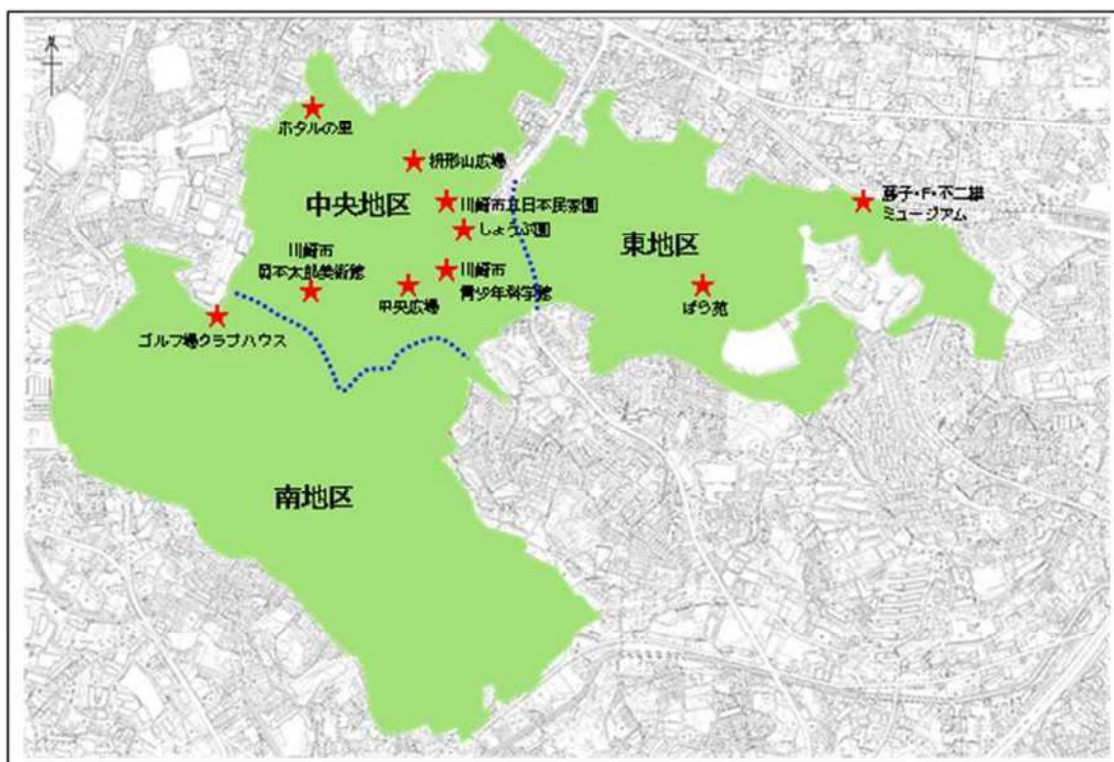 ホタルの里
枡形山広場
中央地区
川崎市立日本民家園
しょうぶ園
川崎市
岡本太郎美術館
中央広場
川崎市
青少年科学館
ゴルフ場クラブハウス
東地区
ばら苑
藤子・F・不二雄
ミュージアム
南地区